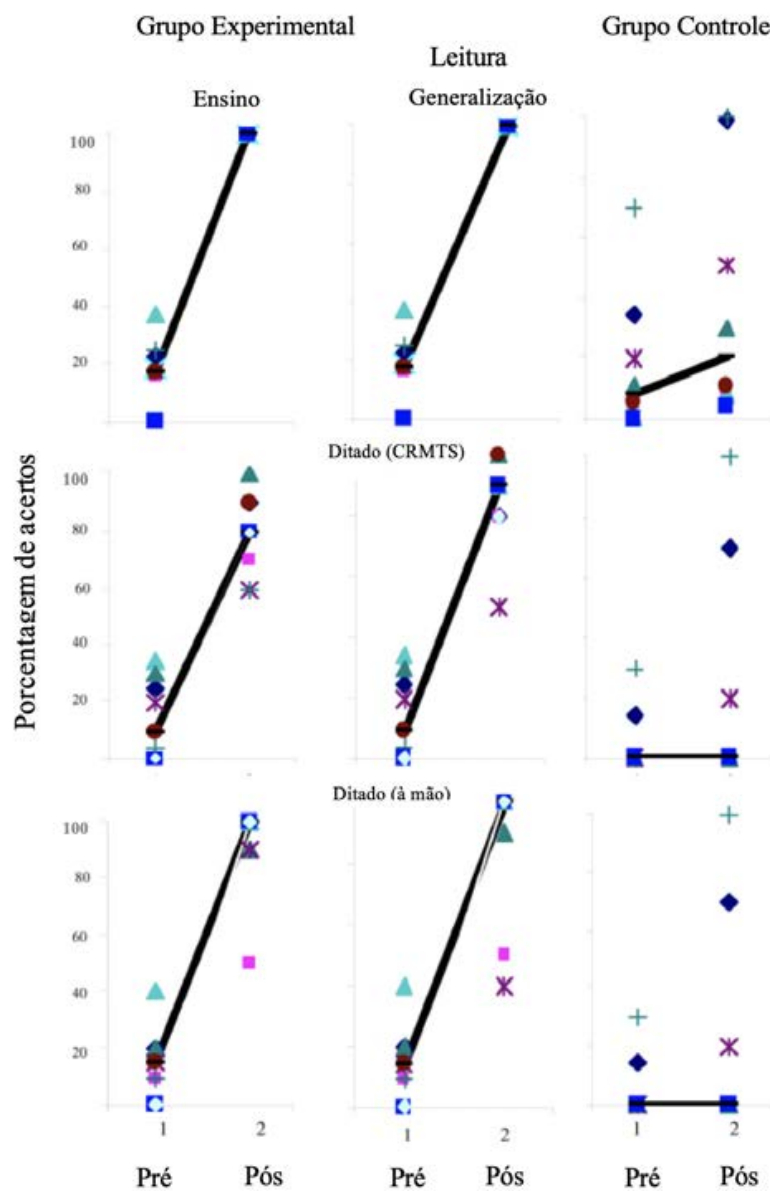 Grupo Experimental
Grupo Controle
Leitura
Ensino
Generalização
100
80
60
40
20
Ditado (CRMTS)
100
80
60
40
20
Ditado (à mão)
100
80
60
40
20
Porcentagem de acertos
1 2 1 2 1 2
Pré Pós Pré Pós Pré Pós